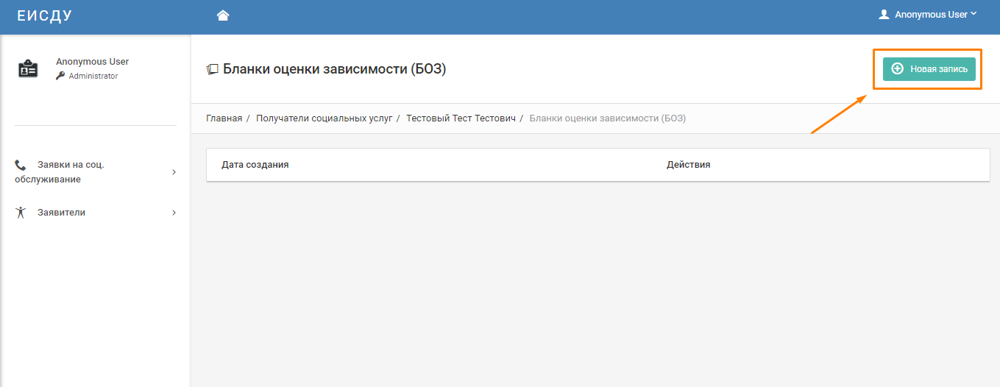 ЕИСДУ
Anonymous User
Anonymous User
Administrator
Бланки оценки зависимости (БОЗ)
Новая запись
Главная / Получатели социальных услуг / Тестовый Тест Тестович / Бланки оценки зависимости (БОЗ)
Заявки на соц.
обслуживание
Заявители
Дата создания
Действия